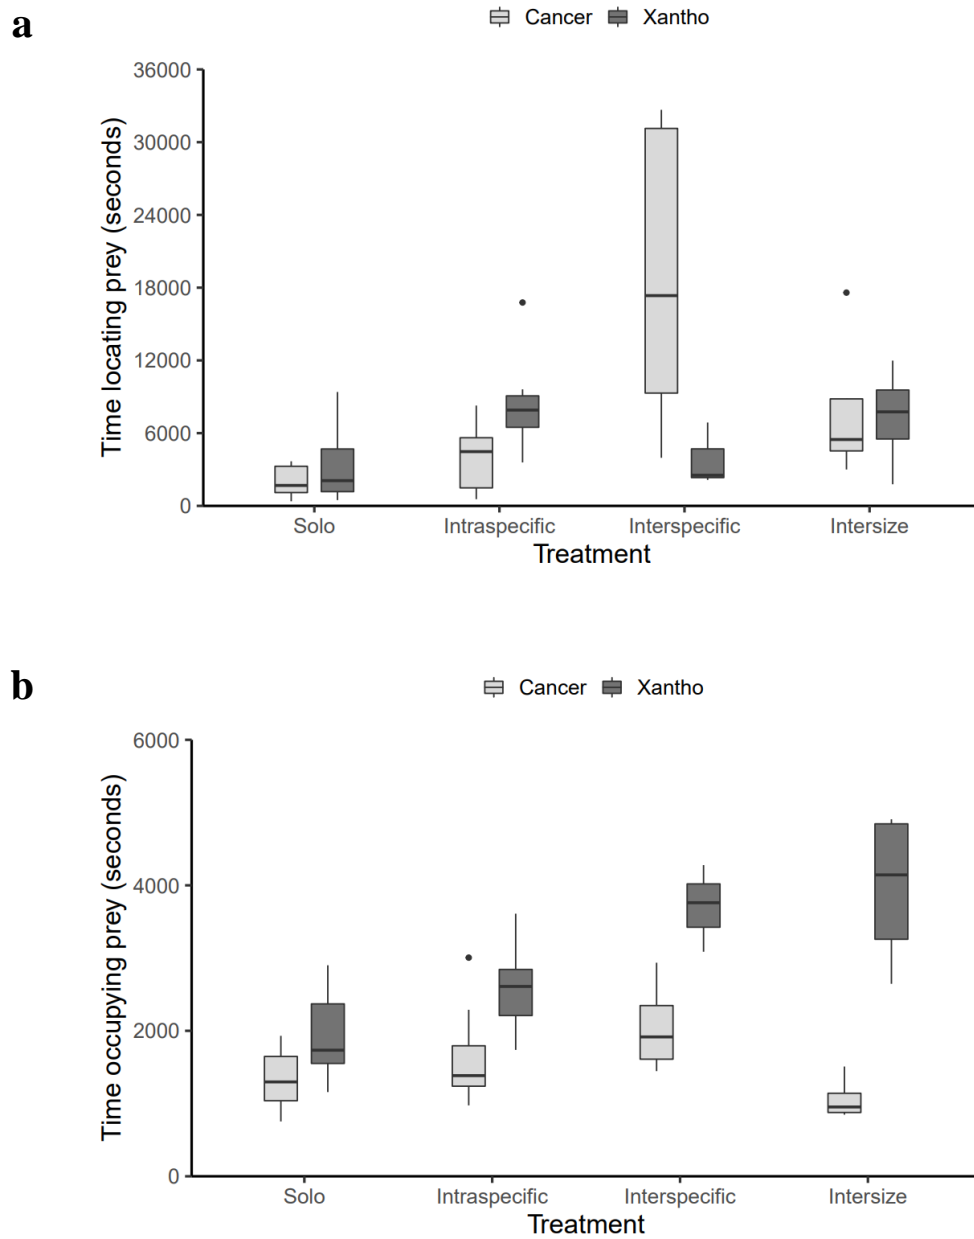 a
Cancer Xantho
Time locating prey (seconds)
36000
30000
24000
18000
12000
6000
0
Solo Intraspecific Interspecific Intersize
Treatment
b
Cancer Xantho
Time occupying prey (seconds)
6000
4000
2000
0
Solo Intraspecific Interspecific Intersize
Treatment